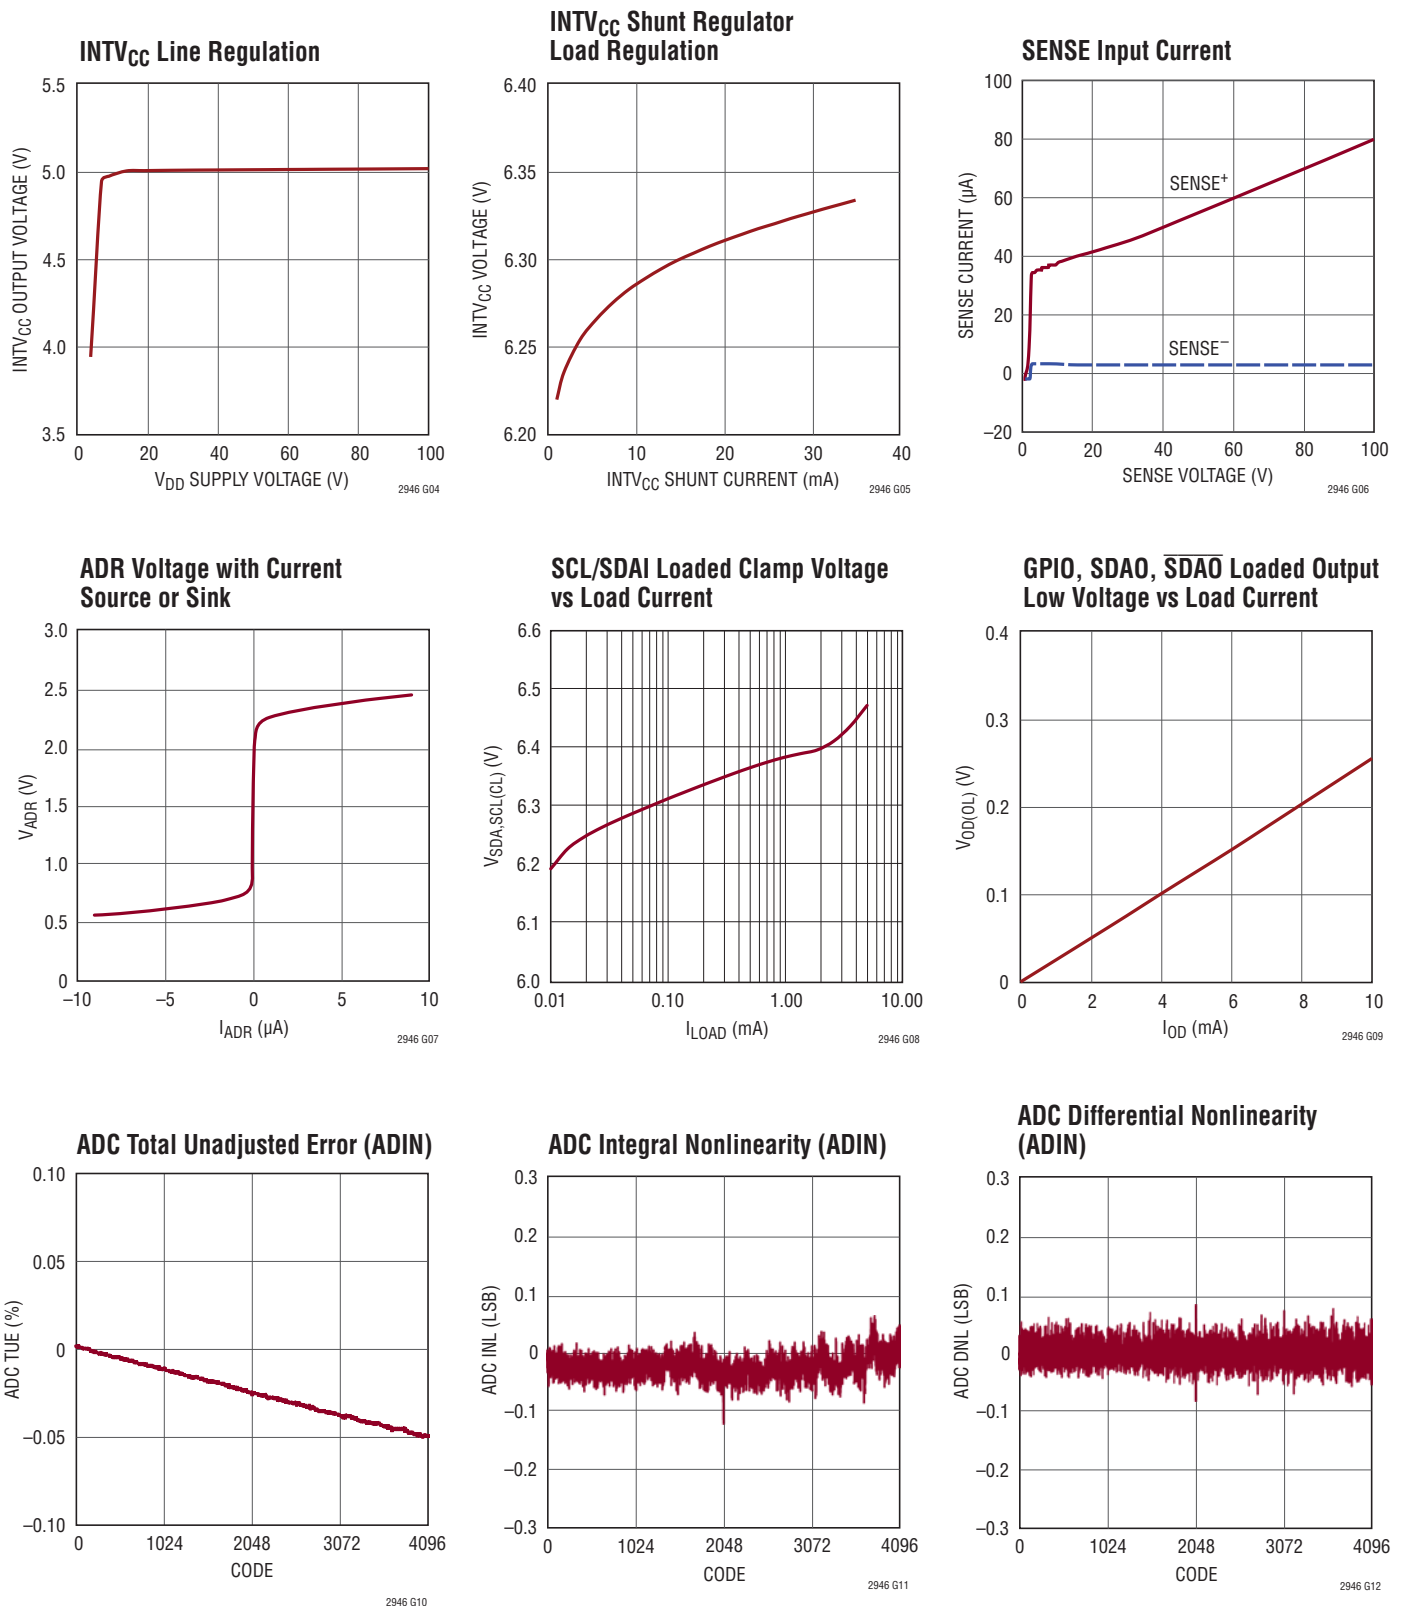 INTVCC Line Regulation
5.5
5.0
4.5
4.0
3.5
INTVCC OUTPUT VOLTAGE (V)
0 20 40 60 80 100
VDD SUPPLY VOLTAGE (V)
2946 G04
INTVCC Shunt Regulator
Load Regulation
6.40
6.35
6.30
6.25
6.20
INTVCC VOLTAGE (V)
0 10 20 30 40
INTVCC SHUNT CURRENT (mA)
2946 G05
SENSE Input Current
100
80
60
40
20
0
–20
SENSE CURRENT (µA)
SENSE+
SENSE–
0 20 40 60 80 100
SENSE VOLTAGE (V)
2946 G06
ADR Voltage with Current
Source or Sink
3.0
2.5
2.0
1.5
1.0
0.5
0
VADR (V)
–10 –5 0 5 10
IADR (µA)
2946 G07
SCL/SDAI Loaded Clamp Voltage
vs Load Current
6.6
6.5
6.4
6.3
6.2
6.1
6.0
VSDA,SCL(CL) (V)
0.01 0.10 1.00 10.00
ILOAD (mA)
2946 G08
GPIO, SDAO, S̅D̅A̅O̅ Loaded Output
Low Voltage vs Load Current
0.4
0.3
0.2
0.1
0
VOD(OL) (V)
0 2 4 6 8 10
IOD (mA)
2946 G09
ADC Total Unadjusted Error (ADIN)
0.10
0.05
0
–0.05
–0.10
ADC TUE (%)
0 1024 2048 3072 4096
CODE
2946 G10
ADC Integral Nonlinearity (ADIN)
0.3
0.2
0.1
0
–0.1
–0.2
–0.3
ADC INL (LSB)
0 1024 2048 3072 4096
CODE
2946 G11
ADC Differential Nonlinearity
(ADIN)
0.3
0.2
0.1
0
–0.1
–0.2
–0.3
ADC DNL (LSB)
0 1024 2048 3072 4096
CODE
2946 G12